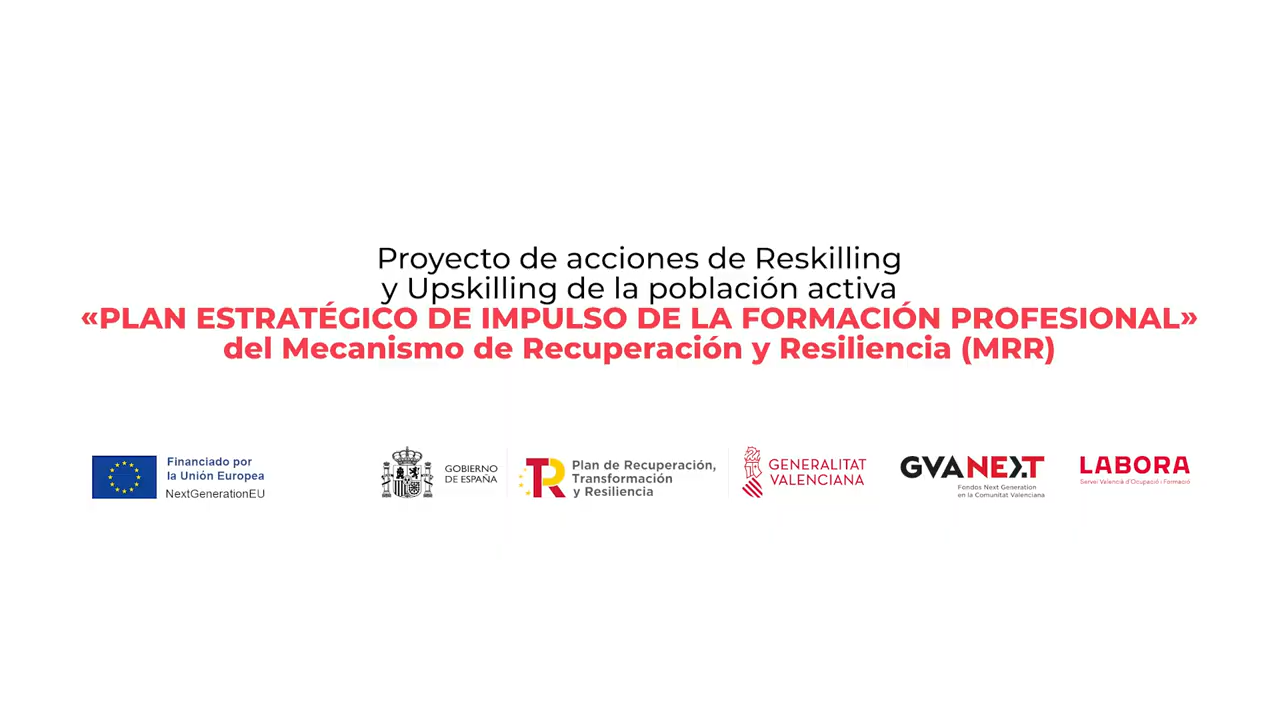 Proyecto de acciones de Reskilling
y Upskilling de la población activa
«PLAN ESTRATÉGICO DE IMPULSO DE LA FORMACIÓN PROFESIONAL»
del Mecanismo de Recuperación y Resiliencia (MRR)
Financiado por
la Unión Europea
NextGenerationEU
GOBIERNO
DE ESPAÑA
TR
Plan de Recuperación,
Transformación
y Resiliencia
GENERALITAT
VALENCIANA
GVANEXT
Fondos Next Generation
en la Comunitat Valenciana
LABORA
Servei Valencià d'Ocupació i Formació